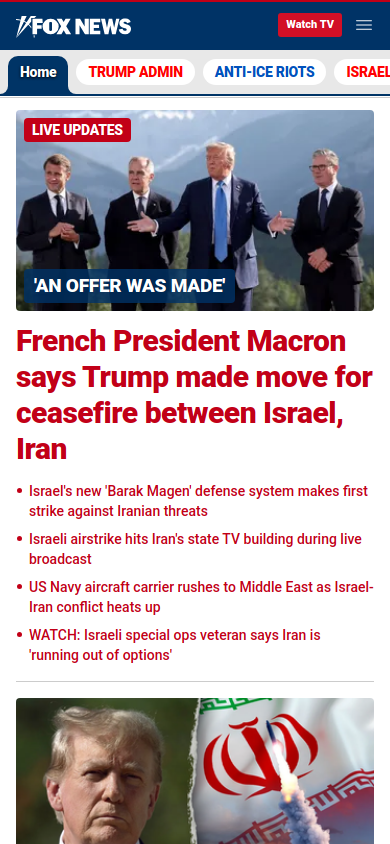 FOX NEWS
Watch TV
Home
TRUMP ADMIN
ANTI-ICE RIOTS
ISRAEL
LIVE UPDATES
'AN OFFER WAS MADE'
French President Macron
says Trump made move for
ceasefire between Israel,
Iran
• Israel's new 'Barak Magen' defense system makes first
strike against Iranian threats
• Israeli airstrike hits Iran's state TV building during live
broadcast
• US Navy aircraft carrier rushes to Middle East as Israel-
Iran conflict heats up
• WATCH: Israeli special ops veteran says Iran is
'running out of options'